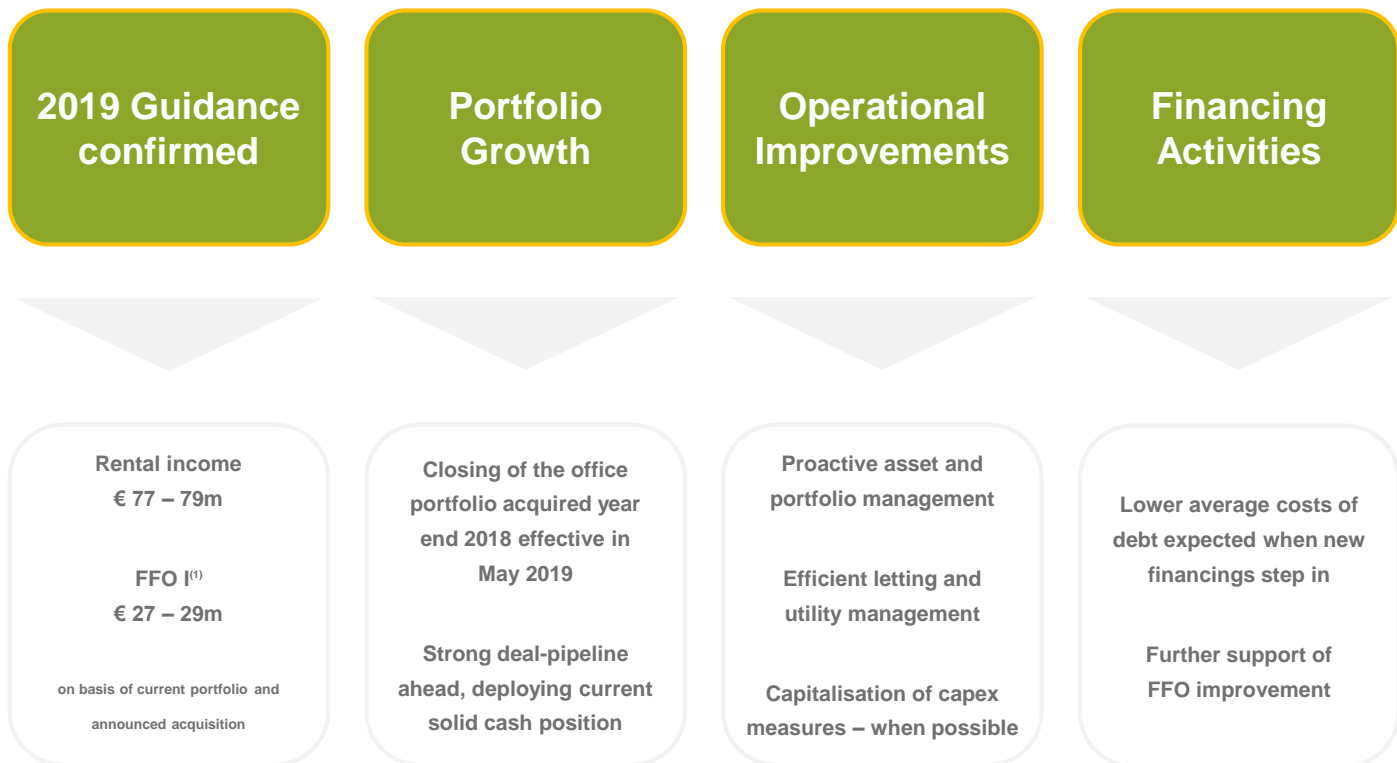 2019 Guidance
confirmed
Portfolio
Growth
Operational
Improvements
Financing
Activities
Rental income
€ 77 – 79m
FFO I(1)
€ 27 – 29m
on basis of current portfolio and
announced acquisition
Closing of the office
portfolio acquired year
end 2018 effective in
May 2019
Strong deal-pipeline
ahead, deploying current
solid cash position
Proactive asset and
portfolio management
Efficient letting and
utility management
Capitalisation of capex
measures – when possible
Lower average costs of
debt expected when new
financings step in
Further support of
FFO improvement